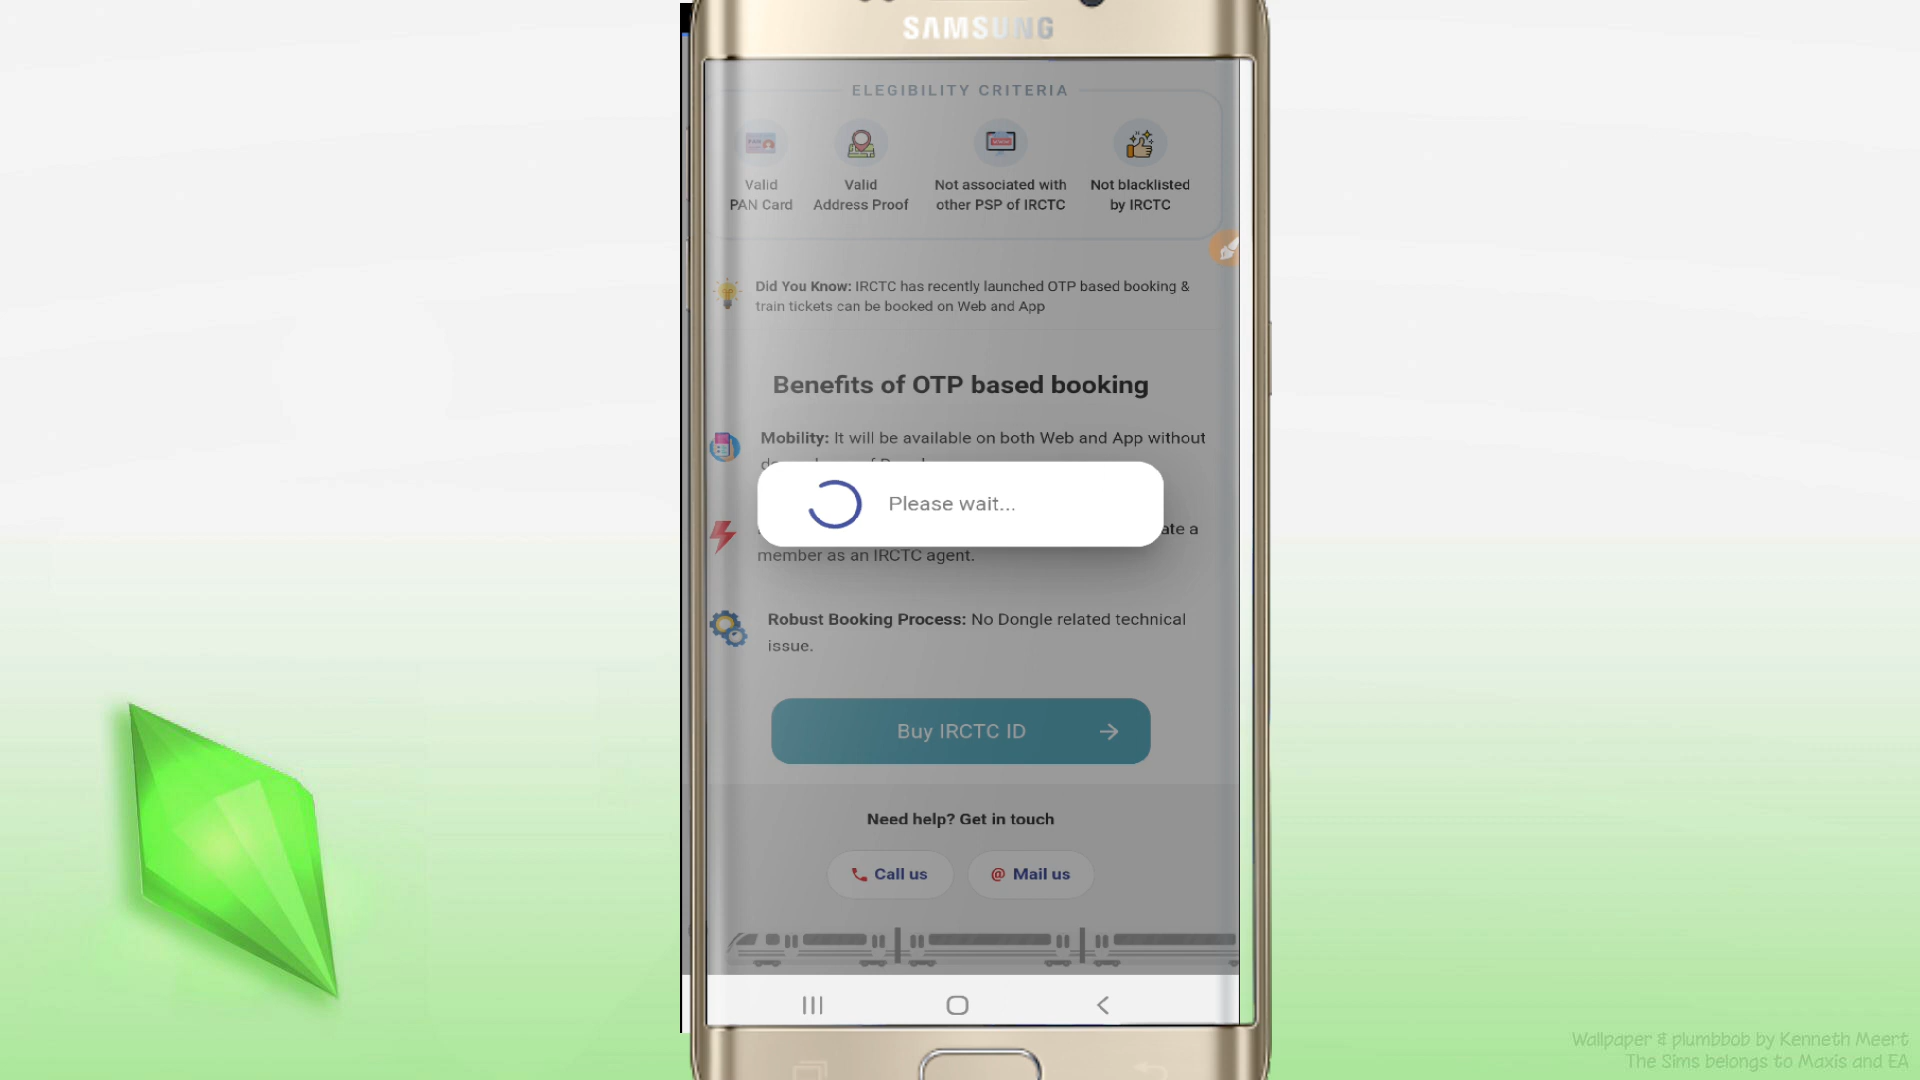 SAMSUNG
ELEGIBILITY CRITERIA
Valid
PAN Card
Valid
Address Proof
Not associated with
other PSP of IRCTC
Not blacklisted
by IRCTC
Did You Know: IRCTC has recently launched OTP based booking &
train tickets can be booked on Web and App
Benefits of OTP based booking
Mobility: It will be available on both Web and App without
Please wait...
ate a
member as an IRCTC agent.
Robust Booking Process: No Dongle related technical
issue.
Buy IRCTC ID
Need help? Get in touch
Call us
@ Mail us
Wallpaper & plumbbob by Kenneth Meert
The Sims belongs to Maxis and EA